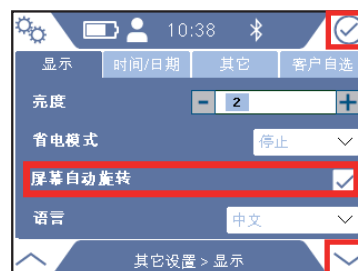 10:38
显示 时间/日期 其它 客户自选
亮度 - 2 +
省电模式 停止
屏幕自动旋转
语言 中文
其它设置 > 显示